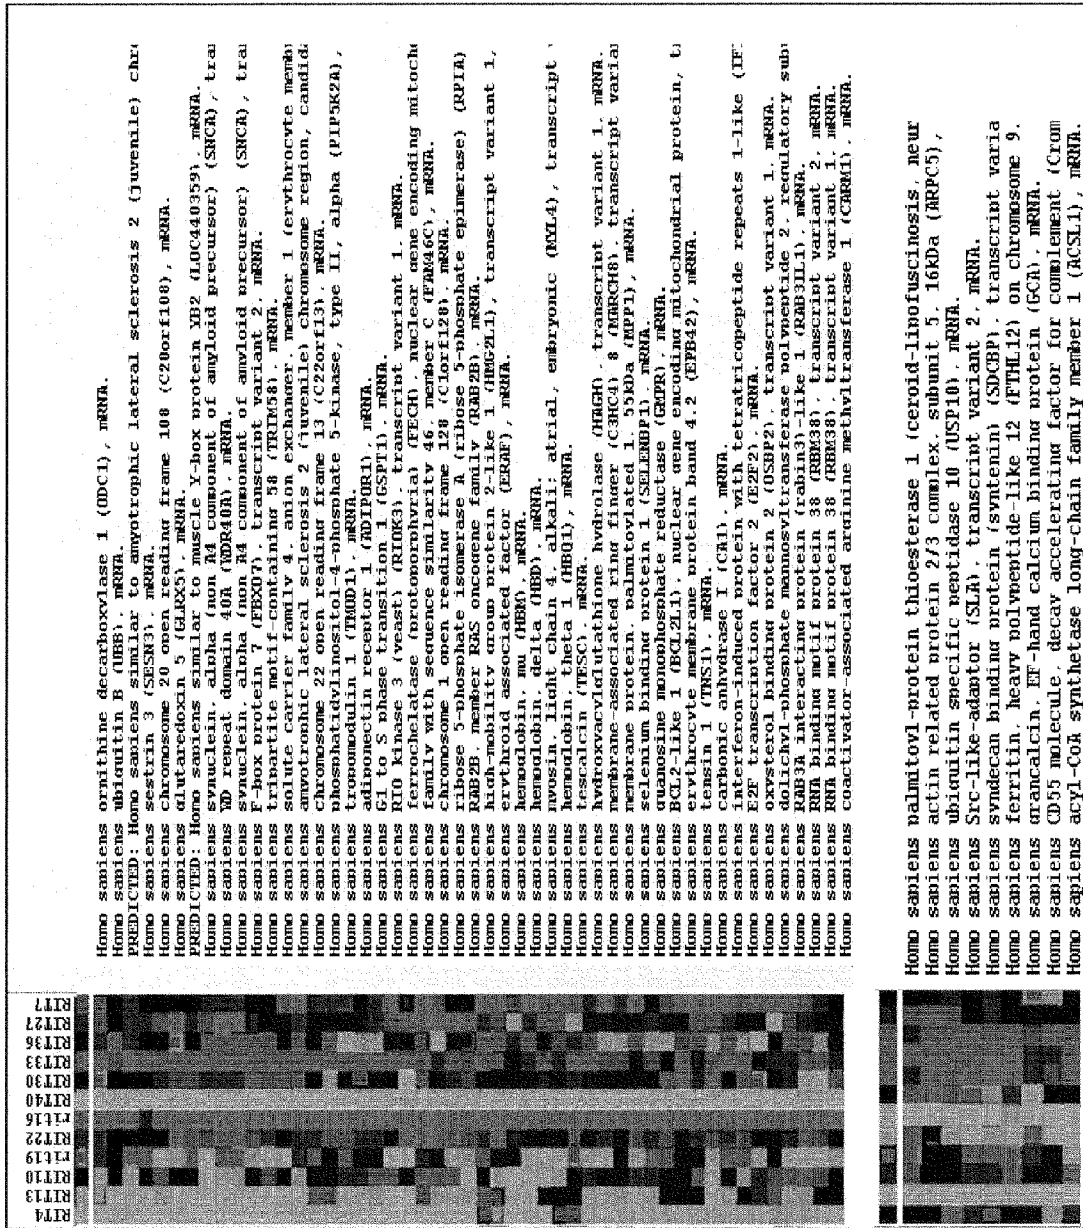 RIT4
RIT13
RIT10
rit19
RIT22
rit16
RIT40
RIT30
RIT33
RIT36
RIT27
RIT7
Homo sapiens ornithine decarboxylase 1 (ODC1), mRNA.
Homo sapiens ubiquitin B (UBB), mRNA.
PREDICTED: Homo sapiens similar to amyotrophic lateral sclerosis 2 (juvenile) chr
Homo sapiens sestrin 3 (SESN3), mRNA.
Homo sapiens chromosome 20 open reading frame 108 (C20orf108), mRNA.
Homo sapiens glutaredoxin 5 (GLRX5), mRNA.
PREDICTED: Homo sapiens similar to muscle Y-box protein YB2 (LOC440359), mRNA.
Homo sapiens synuclein, alpha (non A4 component of amyloid precursor) (SNCA), tra
Homo sapiens WD repeat domain 40A (WDR40A), mRNA.
Homo sapiens synuclein, alpha (non A4 component of amyloid precursor) (SNCA), tra
Homo sapiens F-box protein 7 (FBXO7), transcript variant 2, mRNA.
Homo sapiens tripartite motif-containing 58 (TRIM58), mRNA.
Homo sapiens solute carrier family 4, anion exchanger, member 1 (erythrocyte memb
Homo sapiens amyotrophic lateral sclerosis 2 (juvenile) chromosome region, candid
Homo sapiens chromosome 22 open reading frame 13 (C22orf13), mRNA.
Homo sapiens phosphatidylinositol-4-phosphate 5-kinase, type II, alpha (PIP5K2A),
Homo sapiens tropomodulin 1 (TMOD1), mRNA.
Homo sapiens adiponectin receptor 1 (ADIPOR1), mRNA.
Homo sapiens G1 to S phase transition 1 (GSPT1), mRNA.
Homo sapiens RIO kinase 3 (yeast) (RIOK3), transcript variant 1, mRNA.
Homo sapiens ferrochelatase (protoporphyria) (FECH), nuclear gene encoding mitoch
Homo sapiens family with sequence similarity 46, member C (FAM46C), mRNA.
Homo sapiens chromosome 1 open reading frame 128 (C1orf128), mRNA.
Homo sapiens ribose 5-phosphate isomerase A (ribose 5-phosphate epimerase) (RPIA)
Homo sapiens RAB2B, member RAS oncogene family (RAB2B), mRNA.
Homo sapiens high-mobility group protein 2-like 1 (HMG2L1), transcript variant 1,
Homo sapiens erythroid associated factor (ERAF), mRNA.
Homo sapiens hemoglobin, mu (HBM), mRNA.
Homo sapiens hemoglobin, delta (HBD), mRNA.
Homo sapiens myosin, light chain 4, alkali; atrial, embryonic (MYL4), transcript
Homo sapiens hemoglobin, theta 1 (HBQ1), mRNA.
Homo sapiens tescalcin (TESC), mRNA.
Homo sapiens hydroxyacylglutathione hydrolase (HAGH), transcript variant 1, mRNA.
Homo sapiens membrane-associated ring finger (C3HC4) 8 (MARCH8), transcript varia
Homo sapiens membrane protein, palmitoylated 1, 55kDa (MPP1), mRNA.
Homo sapiens selenium binding protein 1 (SELENBP1), mRNA.
Homo sapiens guanosine monophosphate reductase (GMPR), mRNA.
Homo sapiens BCL2-like 1 (BCL2L1), nuclear gene encoding mitochondrial protein, t
Homo sapiens erythrocyte membrane protein band 4.2 (EPB42), mRNA.
Homo sapiens tensin 1 (TNS1), mRNA.
Homo sapiens carbonic anhydrase I (CA1), mRNA.
Homo sapiens interferon-induced protein with tetratricopeptide repeats 1-like (IF
Homo sapiens E2F transcription factor 2 (E2F2), mRNA.
Homo sapiens oxysterol binding protein 2 (OSBP2), transcript variant 1, mRNA.
Homo sapiens dolichyl-phosphate mannosyltransferase polypeptide 2, regulatory sub
Homo sapiens RAB3A interacting protein (rabin3)-like 1 (RAB3IL1), mRNA.
Homo sapiens RNA binding motif protein 38 (RBM38), transcript variant 2, mRNA.
Homo sapiens RNA binding motif protein 38 (RBM38), transcript variant 1, mRNA.
Homo sapiens coactivator-associated arginine methyltransferase 1 (CARM1), mRNA.
Homo sapiens palmitoyl-protein thioesterase 1 (ceroid-lipofuscinosis, neur
Homo sapiens actin related protein 2/3 complex, subunit 5, 16kDa (ARPC5),
Homo sapiens ubiquitin specific peptidase 10 (USP10), mRNA.
Homo sapiens Src-like-adaptor (SLA), transcript variant 2, mRNA.
Homo sapiens syndecan binding protein (syntenin) (SDCBP), transcript varia
Homo sapiens ferritin, heavy polypeptide-like 12 (FTHL12) on chromosome 9.
Homo sapiens grancalcin, EF-hand calcium binding protein (GCA), mRNA.
Homo sapiens CD55 molecule, decay accelerating factor for complement (Crom
Homo sapiens acyl-CoA synthetase long-chain family member 1 (ACSL1), mRNA.